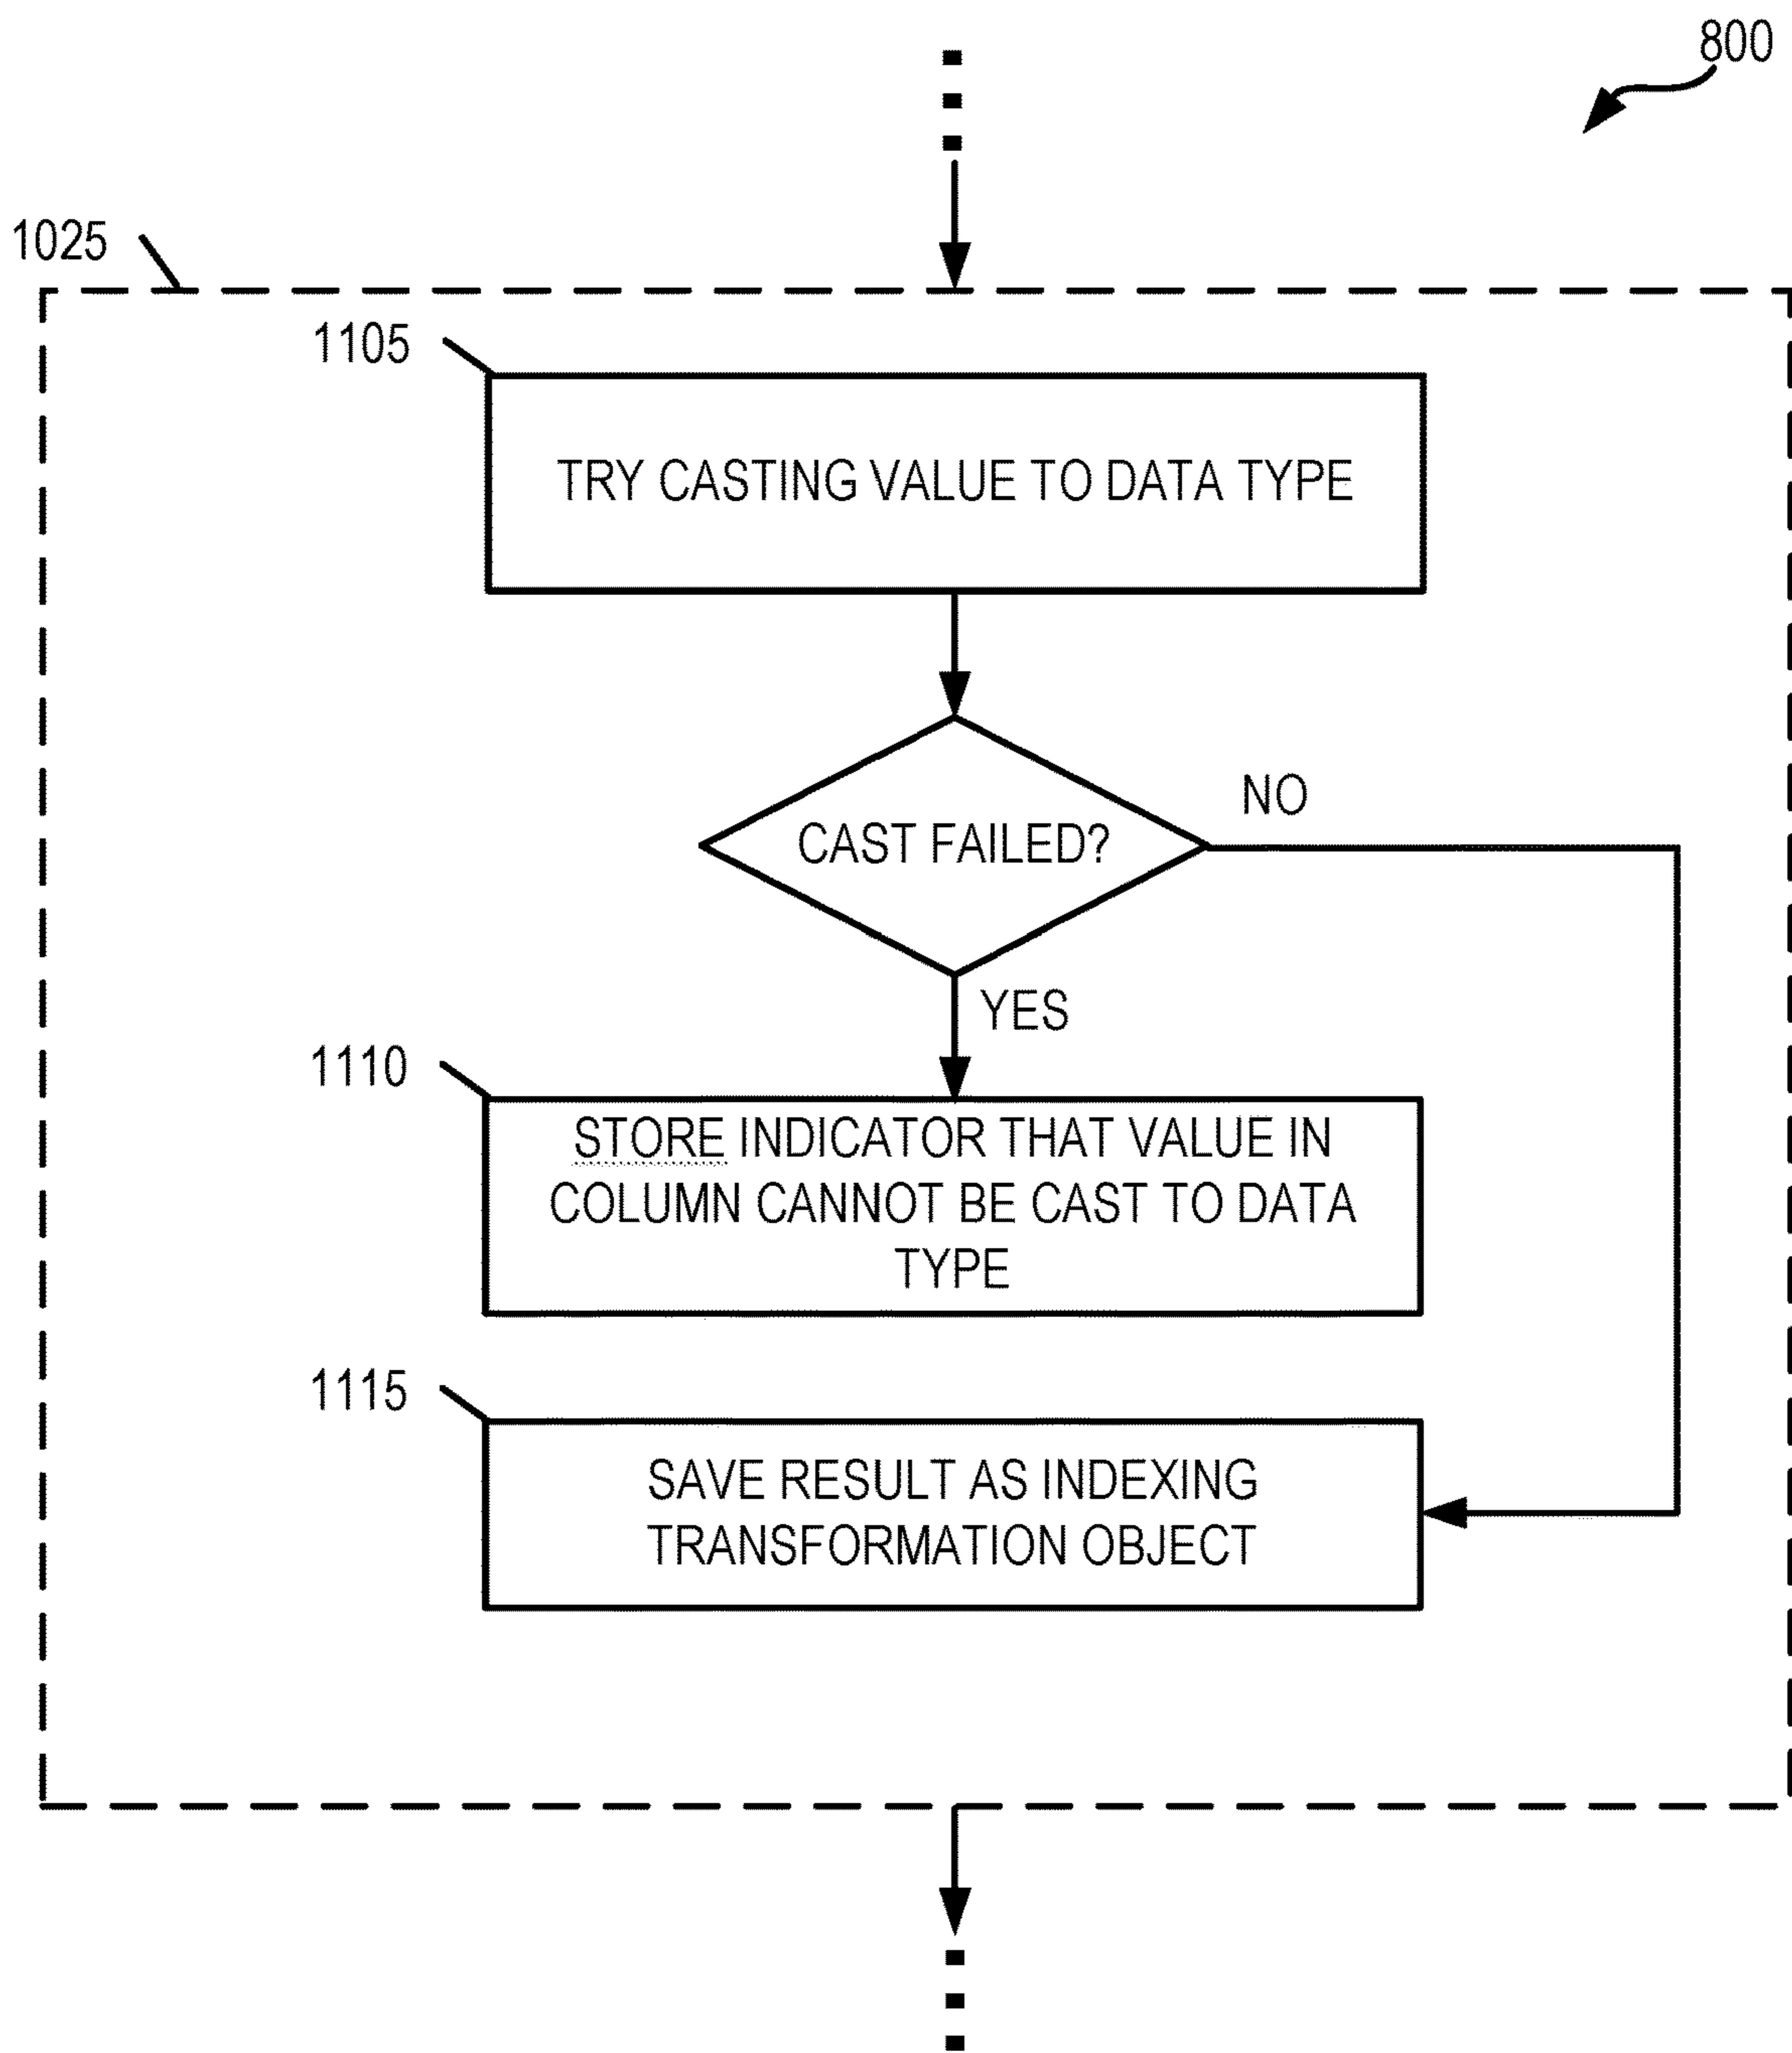 800
1025
1105
TRY CASTING VALUE TO DATA TYPE
NO
CAST FAILED?
YES
1110
STORE INDICATOR THAT VALUE IN
COLUMN CANNOT BE CAST TO DATA
TYPE
1115
SAVE RESULT AS INDEXING
TRANSFORMATION OBJECT